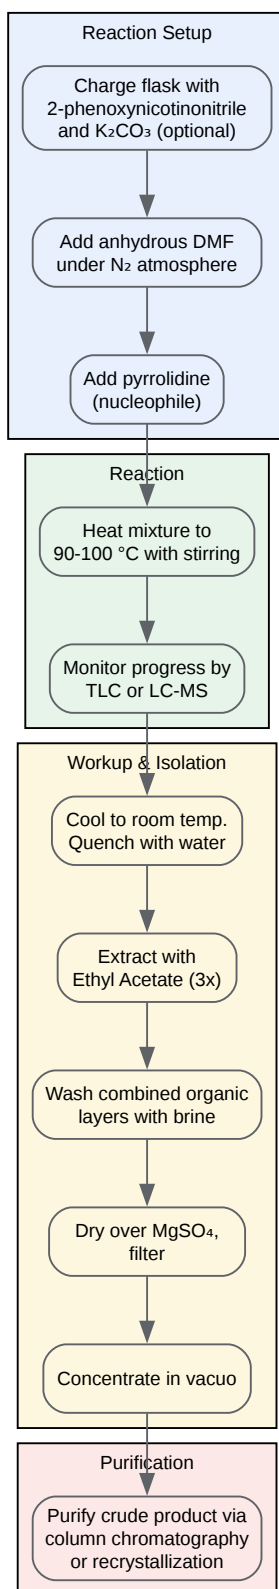 Reaction Setup
Charge flask with
2-phenoxynicotinonitrile
and K₂CO₃ (optional)
Add anhydrous DMF
under N₂ atmosphere
Add pyrrolidine
(nucleophile)
Reaction
Heat mixture to
90-100 °C with stirring
Monitor progress by
TLC or LC-MS
Workup & Isolation
Cool to room temp.
Quench with water
Extract with
Ethyl Acetate (3x)
Wash combined organic
layers with brine
Dry over MgSO₄,
filter
Concentrate in vacuo
Purification
Purify crude product via
column chromatography
or recrystallization